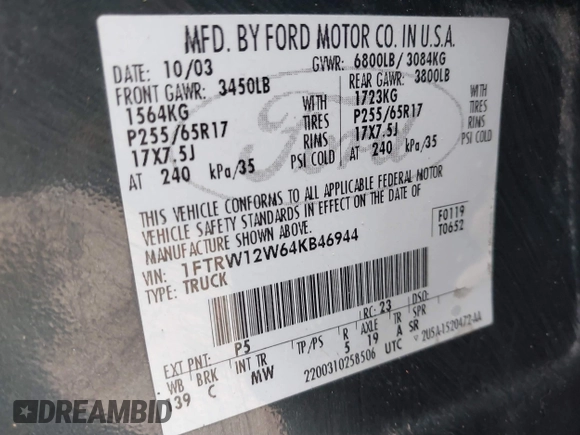 MFD. BY FORD MOTOR CO. IN U.S.A.
DATE: 10/03 GVWR: 6800LB/ 3084KG
FRONT GAWR: 3450LB REAR GAWR: 3800LB
1564KG WITH 1723KG WITH
P255/65R17 TIRES P255/65R17 TIRES
17X7.5J RIMS 17X7.5J RIMS
AT 240 kPa/35 PSI COLD AT 240 kPa/35 PSI COLD
Ford
THIS VEHICLE CONFORMS TO ALL APPLICABLE FEDERAL MOTOR
VEHICLE SAFETY STANDARDS IN EFFECT ON THE DATE OF
MANUFACTURE SHOWN ABOVE.
F0119
T0652
VIN: 1FTRW12W64KB46944
TYPE: TRUCK
EXT PNT: P5 RC: 23 DSO:
WB BRK INT TR TP/PS R AXLE TR SPR
139 C MW 5 19 A SR
2200310258506 UTC
DREAMBID